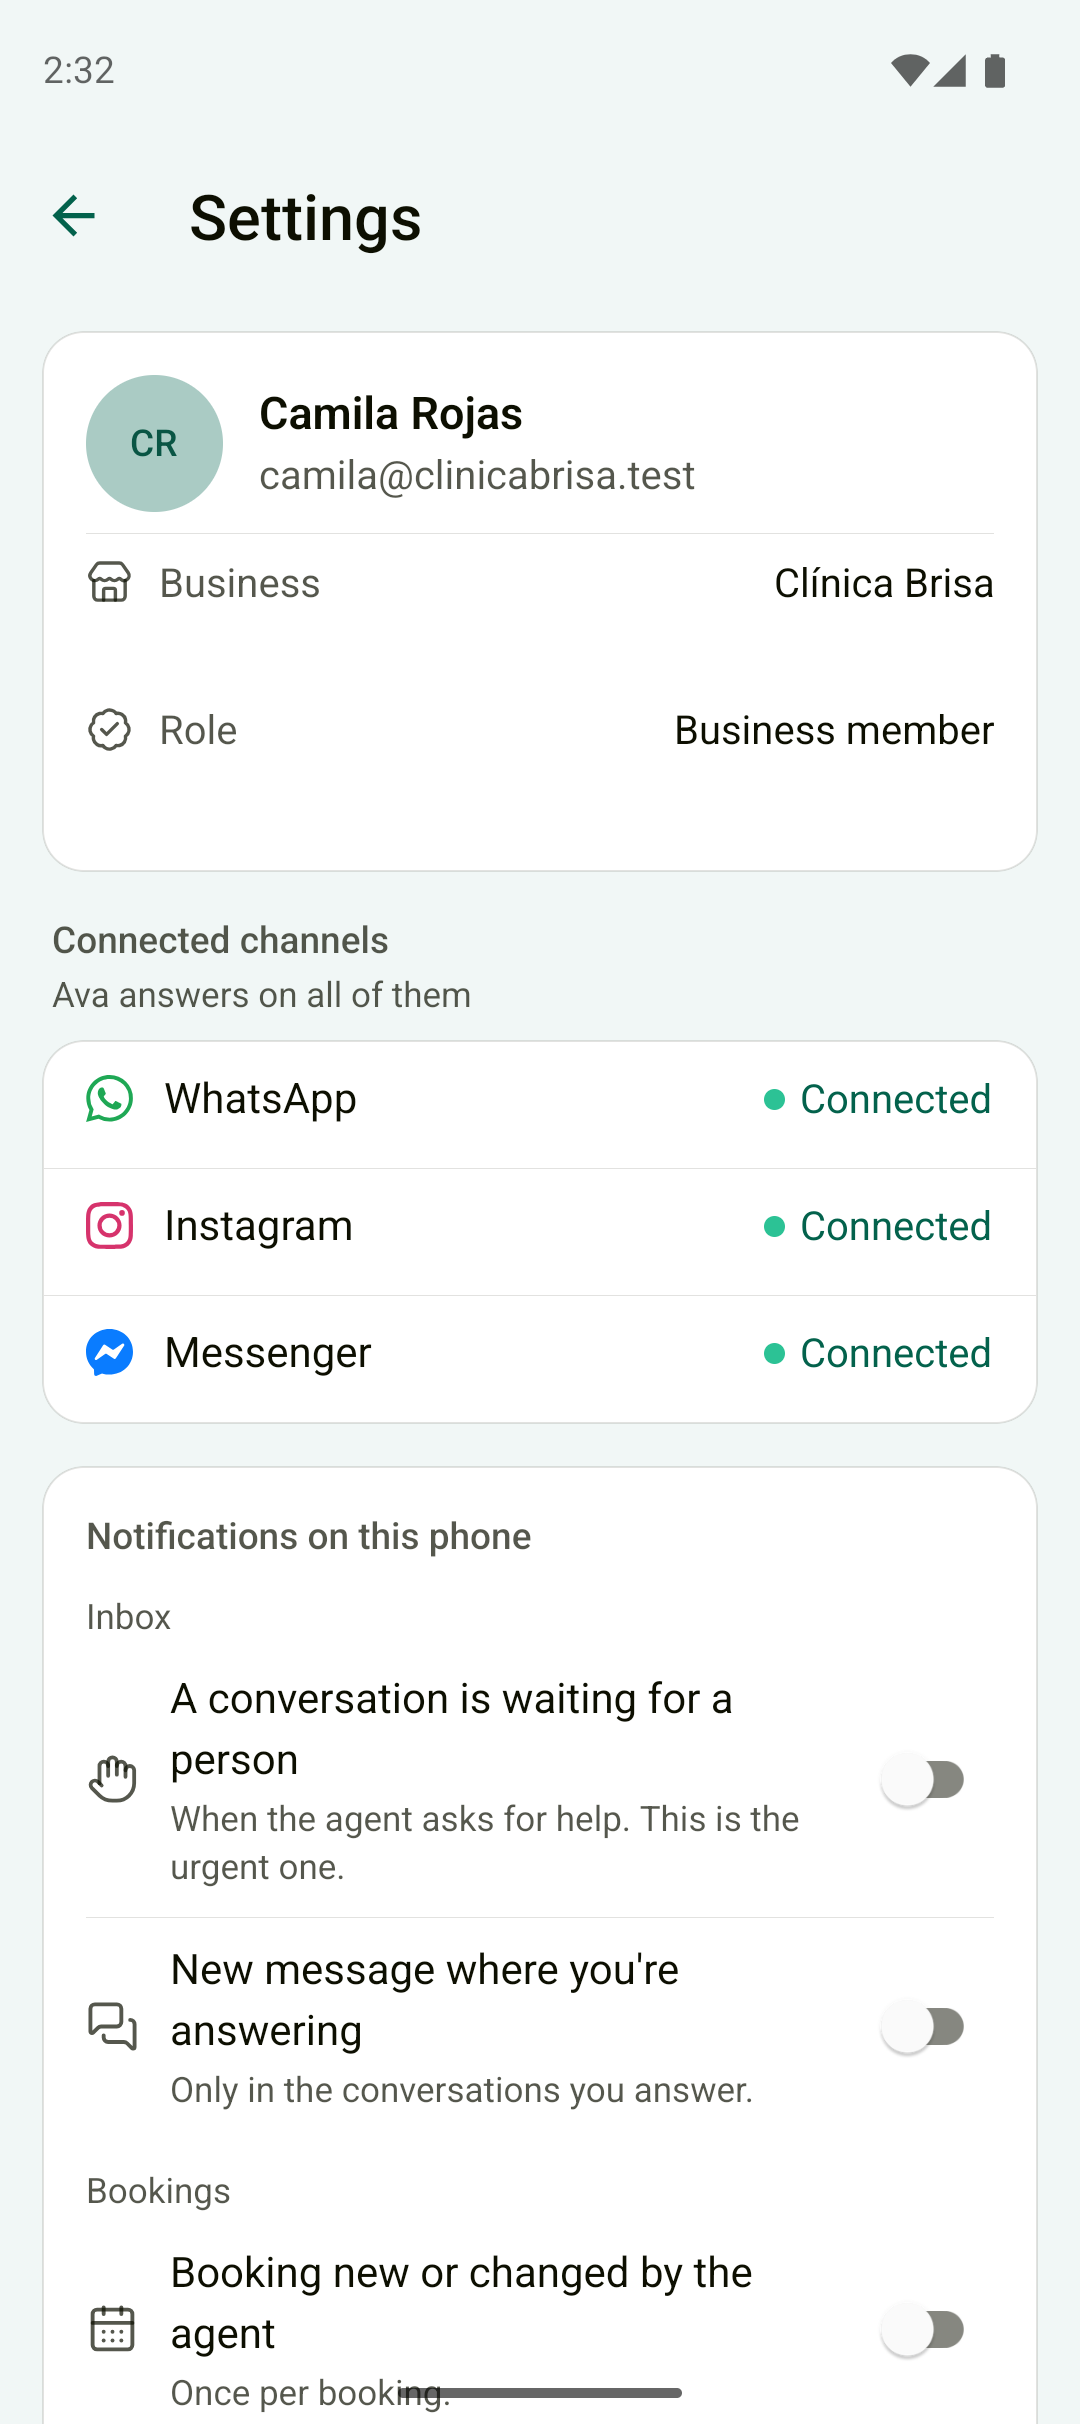 2:32
Settings
CR
Camila Rojas
camila@clinicabrisa.test
Business
Clínica Brisa
Role
Business member
Connected channels
Ava answers on all of them
WhatsApp
Connected
Instagram
Connected
Messenger
Connected
Notifications on this phone
Inbox
A conversation is waiting for a
person
When the agent asks for help. This is the
urgent one.
New message where you're
answering
Only in the conversations you answer.
Bookings
Booking new or changed by the
agent
Once per booking.